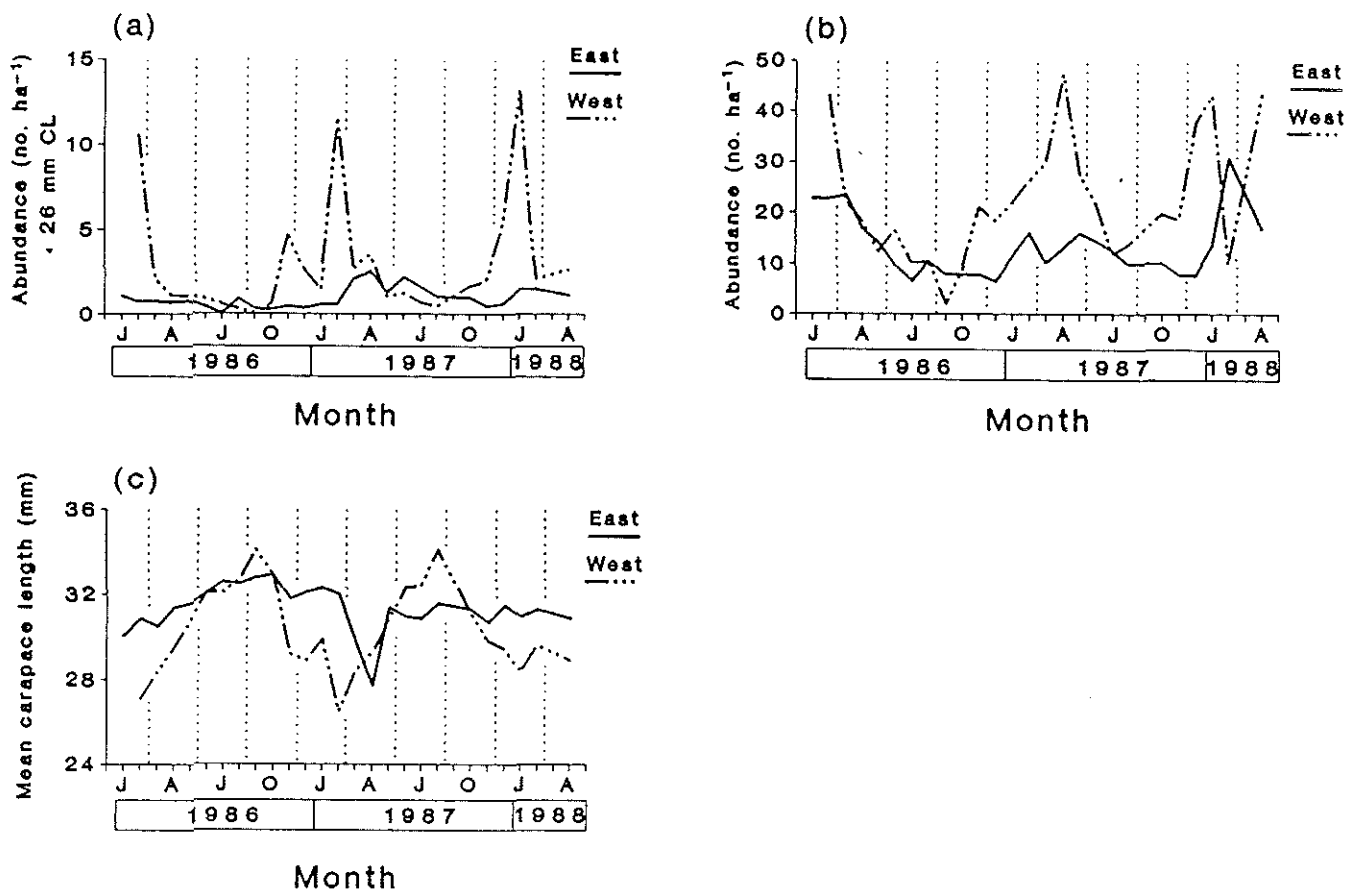 (a)
Abundance (no. ha⁻¹)
< 26 mm CL
15
10
5
0
East
West
J A J O J A J O J A
1986 1987 1988
Month
(b)
Abundance (no. ha⁻¹)
50
40
30
20
10
0
East
West
J A J O J A J O J A
1986 1987 1988
Month
(c)
Mean carapace length (mm)
36
32
28
24
East
West
J A J O J A J O J A
1986 1987 1988
Month